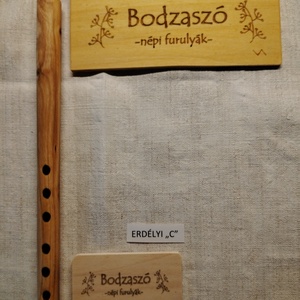 Bodzaszó
-népi furulyák-
ERDÉLYI „C"
Bodzaszó
-népi furulyák-